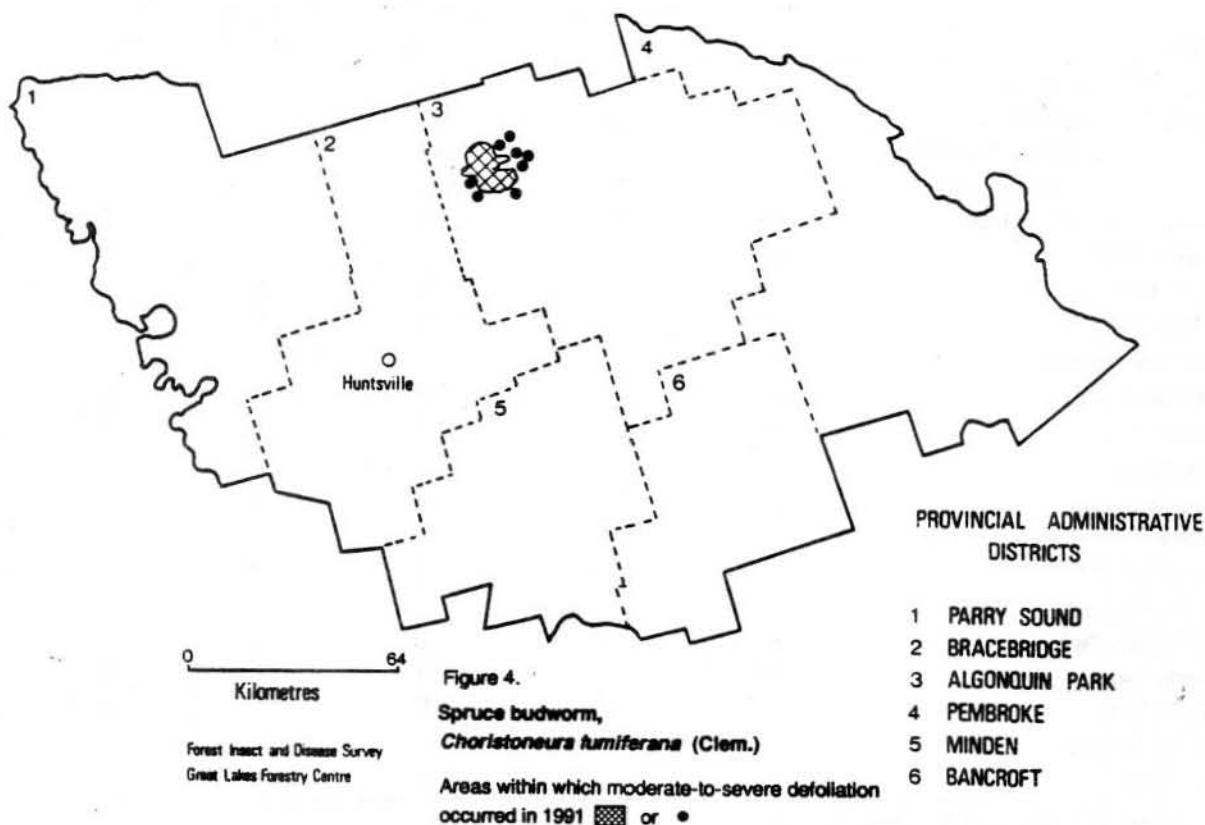 4
1
3
2
Huntsville
5
6
PROVINCIAL ADMINISTRATIVE
DISTRICTS
1 PARRY SOUND
2 BRACEBRIDGE
3 ALGONQUIN PARK
4 PEMBROKE
5 MINDEN
6 BANCROFT
0 64
Kilometres
Forest Insect and Disease Survey
Great Lakes Forestry Centre
Figure 4.
Spruce budworm,
Choristoneura fumiferana (Clem.)
Areas within which moderate-to-severe defoliation
occurred in 1991 or